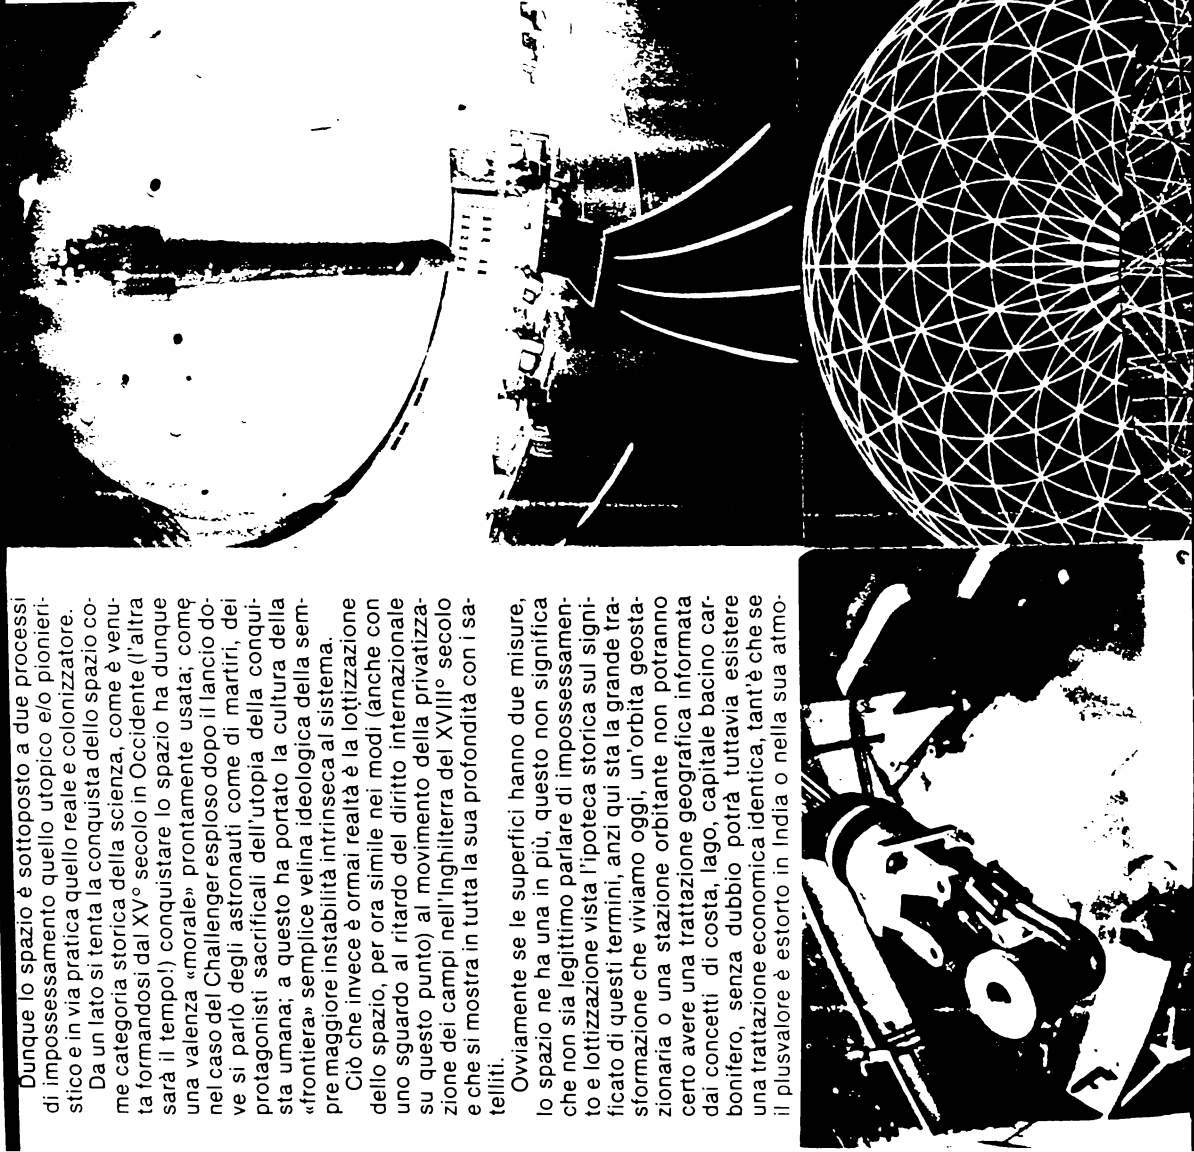 Dunque lo spazio è sottoposto a due processi
di impossessamento quello utopico e/o pionieri-
stico e in via pratica quello reale e colonizzatore.
Da un lato si tenta la conquista dello spazio co-
me categoria storica della scienza, come è venu-
ta formandosi dal XV° secolo in Occidente (l'altra
sarà il tempo!) conquistare lo spazio ha dunque
una valenza «morale» prontamente usata; come
nel caso del Challenger esploso dopo il lancio do-
ve si parlò degli astronauti come di martiri, dei
protagonisti sacrificali dell'utopia della conqui-
sta umana; a questo ha portato la cultura della
«frontiera» semplice velina ideologica della sem-
pre maggiore instabilità intrinseca al sistema.
Ciò che invece è ormai realtà è la lottizzazione
dello spazio, per ora simile nei modi (anche con
uno sguardo al ritardo del diritto internazionale
su questo punto) al movimento della privatizza-
zione dei campi nell'Inghilterra del XVIII° secolo
e che si mostra in tutta la sua profondità con i sa-
telliti.
Ovviamente se le superfici hanno due misure,
lo spazio ne ha una in più, questo non significa
che non sia legittimo parlare di impossessamen-
to e lottizzazione vista l'ipoteca storica sul signi-
ficato di questi termini, anzi qui sta la grande tra-
sformazione che viviamo oggi, un'orbita geosta-
zionaria o una stazione orbitante non potranno
certo avere una trattazione geografica informata
dai concetti di costa, lago, capitale bacino car-
bonifero, senza dubbio potrà tuttavia esistere
una trattazione economica identica, tant'è che se
il plusvalore è estorto in India o nella sua atmo-